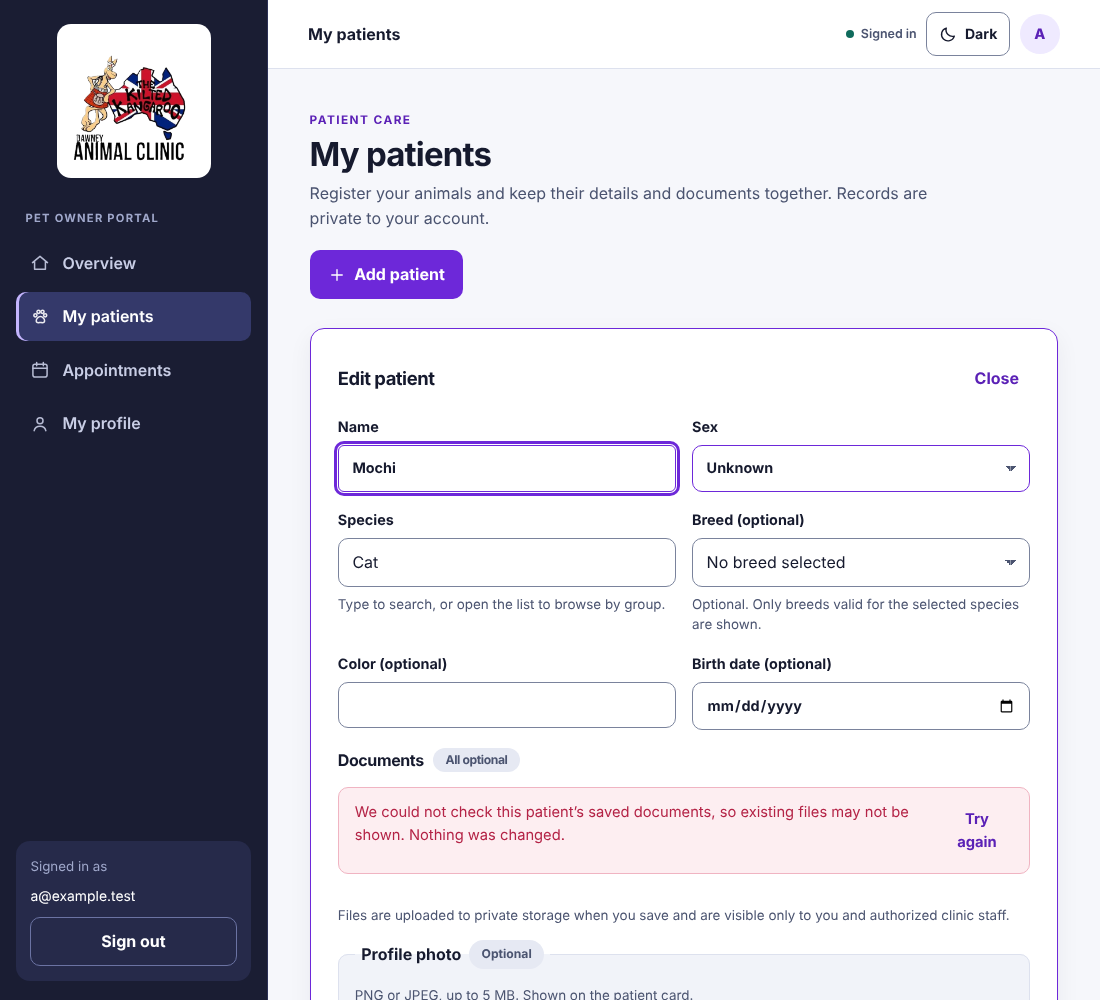 THE
KILTED
KANGAROO
DAWNEY
ANIMAL CLINIC
PET OWNER PORTAL
Overview
My patients
Appointments
My profile
Signed in as
a@example.test
Sign out
My patients
Signed in
Dark
A
PATIENT CARE
My patients
Register your animals and keep their details and documents together. Records are
private to your account.
+ Add patient
Edit patient
Close
Name
Sex
Mochi
Unknown
Species
Breed (optional)
Cat
No breed selected
Type to search, or open the list to browse by group.
Optional. Only breeds valid for the selected species
are shown.
Color (optional)
Birth date (optional)
mm/dd/yyyy
Documents
All optional
We could not check this patient’s saved documents, so existing files may not be
shown. Nothing was changed.
Try
again
Files are uploaded to private storage when you save and are visible only to you and authorized clinic staff.
Profile photo
Optional
PNG or JPEG, up to 5 MB. Shown on the patient card.